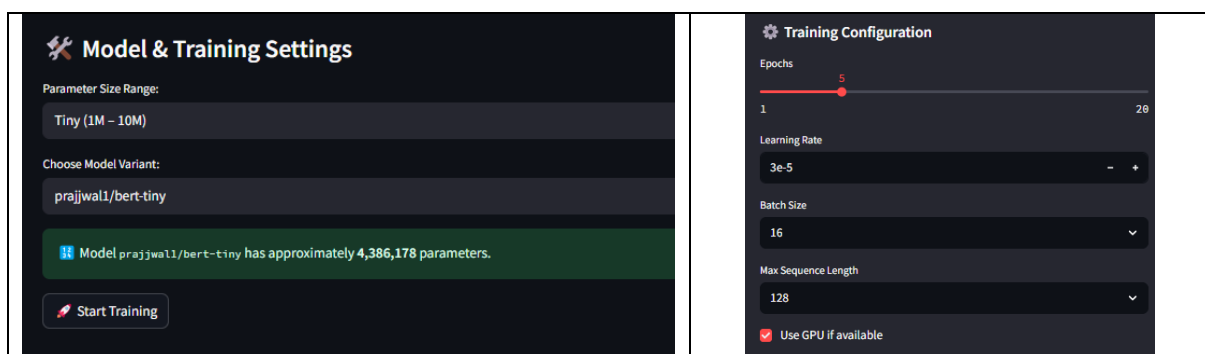 🛠 Model & Training Settings
Parameter Size Range:
Tiny (1M – 10M)
Choose Model Variant:
prajjwal1/bert-tiny
🔢 Model prajjwal1/bert-tiny has approximately 4,386,178 parameters.
🚀 Start Training
⚙ Training Configuration
Epochs
5
1 20
Learning Rate
3e-5 - +
Batch Size
16
Max Sequence Length
128
Use GPU if available